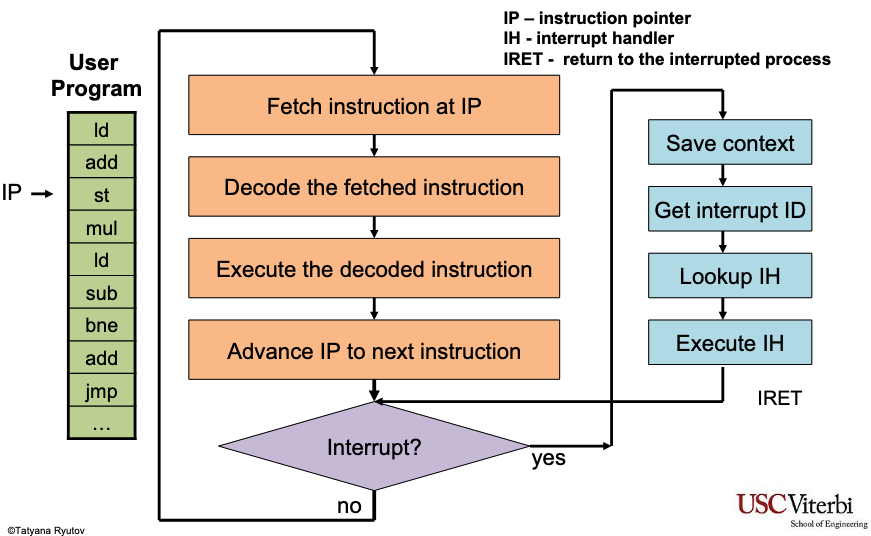 IP – instruction pointer
IH - interrupt handler
IRET - return to the interrupted process
User
Program
ld
add
IP
st
mul
ld
sub
bne
add
jmp
…
Fetch instruction at IP
Decode the fetched instruction
Execute the decoded instruction
Advance IP to next instruction
Interrupt?
yes
no
Save context
Get interrupt ID
Lookup IH
Execute IH
IRET
USC Viterbi
School of Engineering
©Tatyana Ryutov